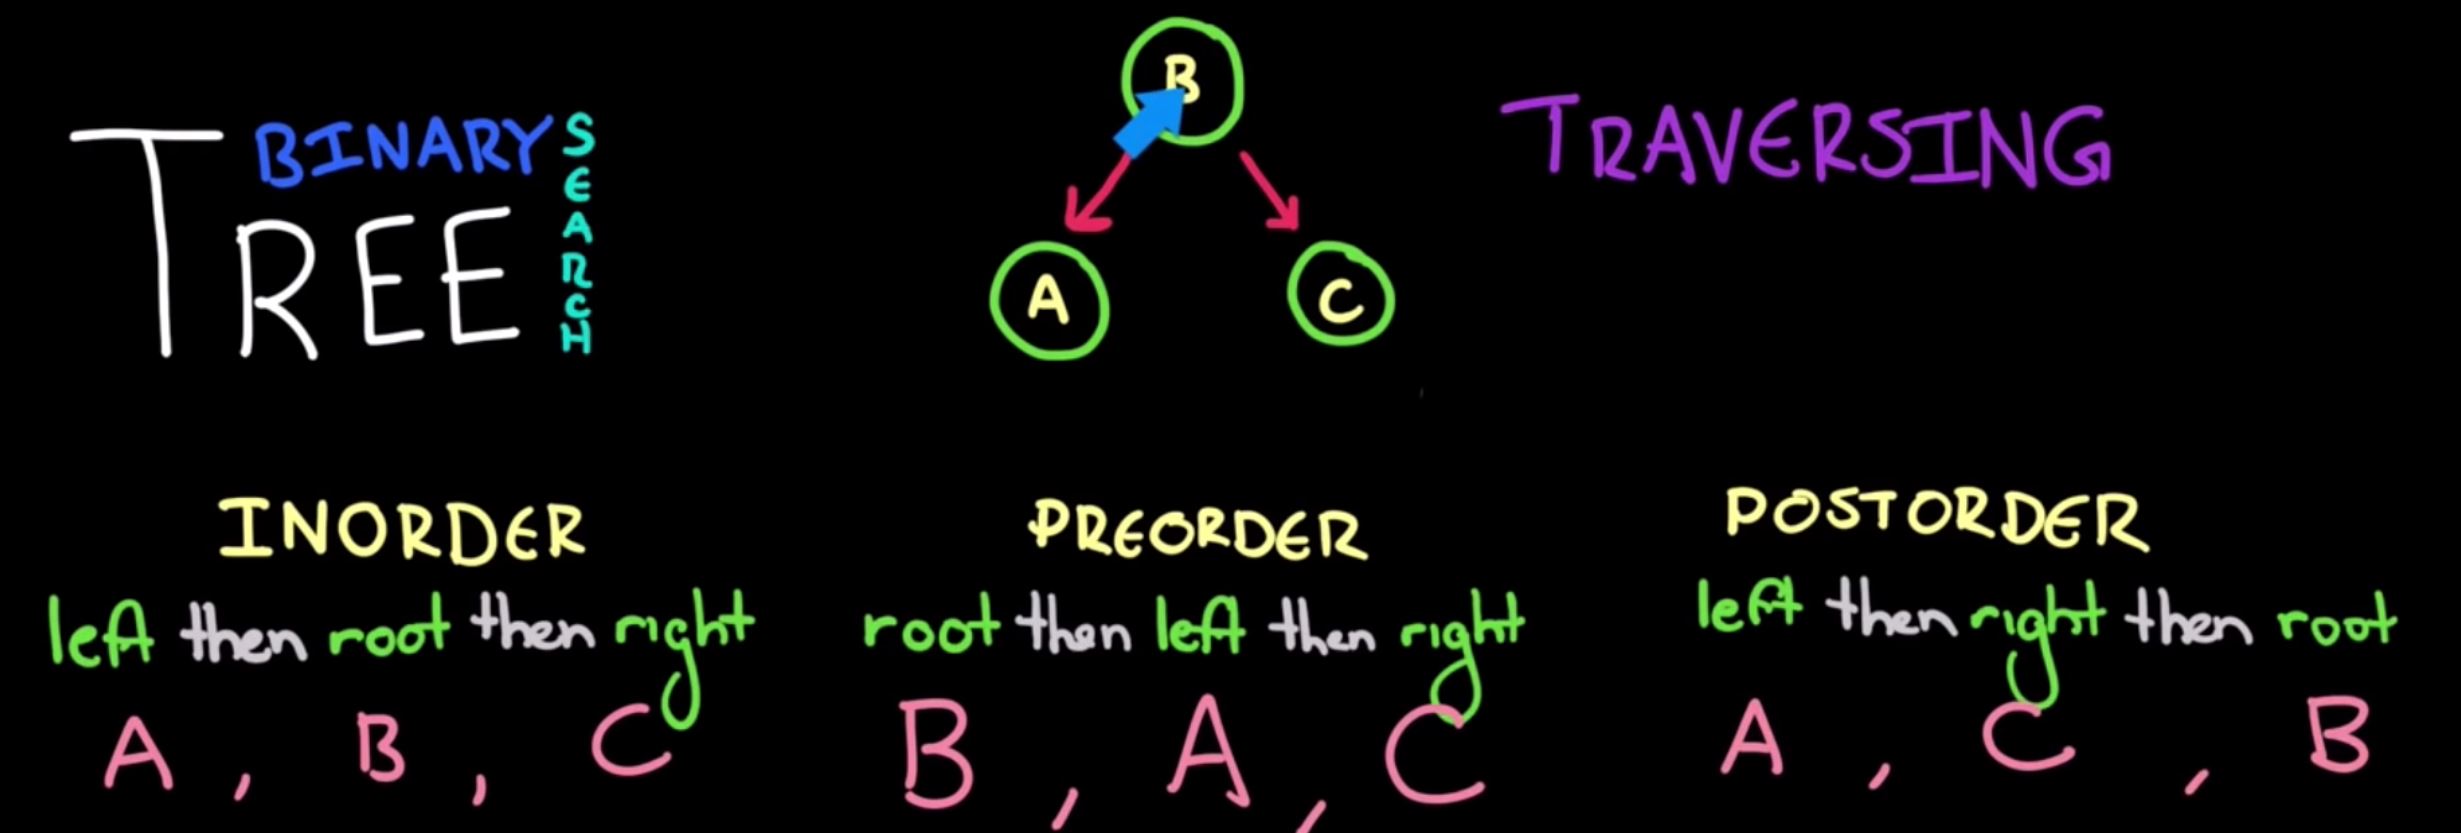 TREE BINARY SEARCH
B
A
C
TRAVERSING
INORDER
left then root then right
A , B , C
PREORDER
root then left then right
B , A , C
POSTORDER
left then right then root
A , C , B